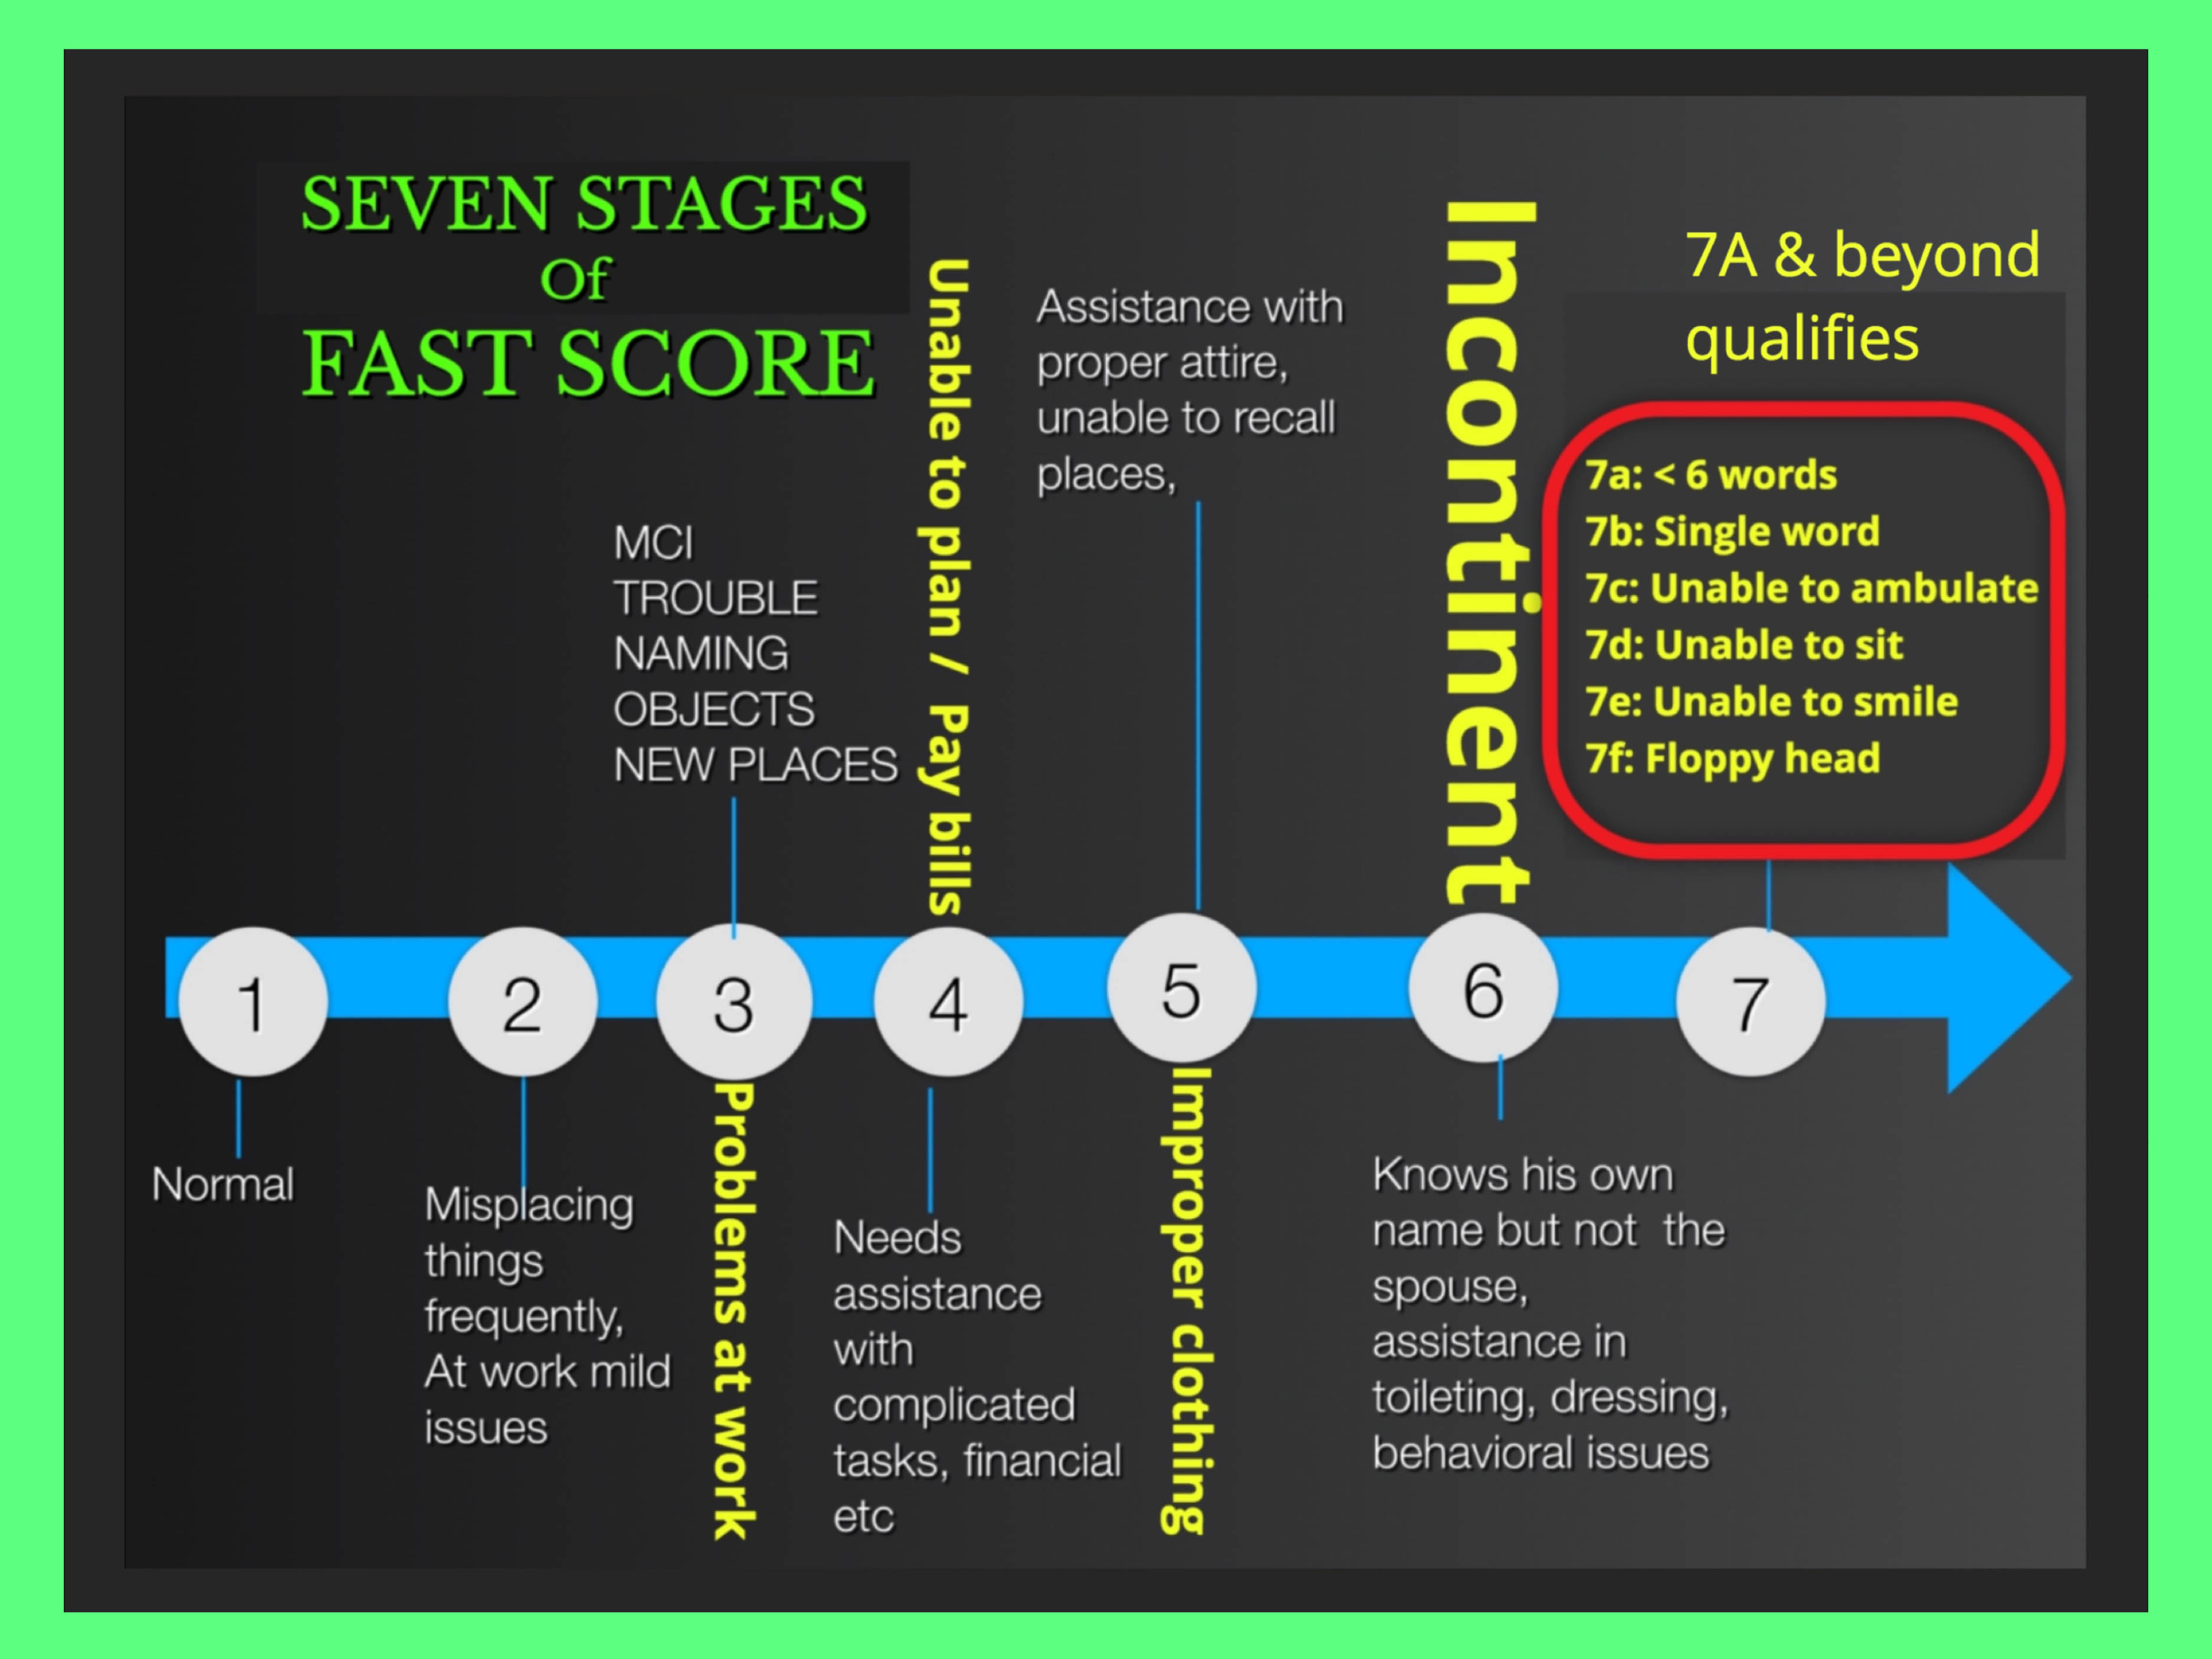 SEVEN STAGES
Of
FAST SCORE
7A & beyond
qualifies
7a: < 6 words
7b: Single word
7c: Unable to ambulate
7d: Unable to sit
7e: Unable to smile
7f: Floppy head
Incontinent
Assistance with
proper attire,
unable to recall
places,
Unable to plan / Pay bills
MCI
TROUBLE
NAMING
OBJECTS
NEW PLACES
1
2
3
4
5
6
7
Normal
Misplacing
things
frequently,
At work mild
issues
Problems at work
Needs
assistance
with
complicated
tasks, financial
etc
Improper clothing
Knows his own
name but not the
spouse,
assistance in
toileting, dressing,
behavioral issues